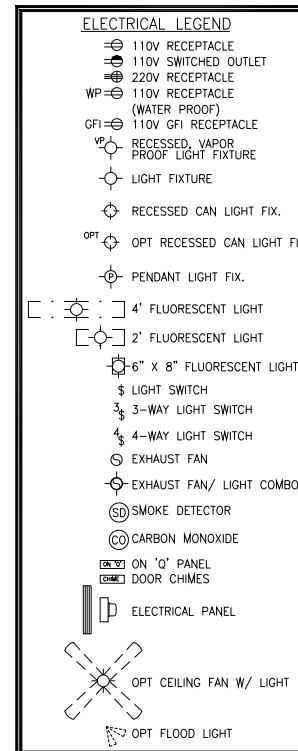 ELECTRICAL LEGEND
110V RECEPTACLE
110V SWITCHED OUTLET
220V RECEPTACLE
WP 110V RECEPTACLE
(WATER PROOF)
GFI 110V GFI RECEPTACLE
VP RECESSED, VAPOR
PROOF LIGHT FIXTURE
LIGHT FIXTURE
RECESSED CAN LIGHT FIX.
OPT OPT RECESSED CAN LIGHT FI
P PENDANT LIGHT FIX.
4' FLUORESCENT LIGHT
2' FLUORESCENT LIGHT
6" X 8" FLUORESCENT LIGHT
$ LIGHT SWITCH
3 $ 3-WAY LIGHT SWITCH
4 $ 4-WAY LIGHT SWITCH
EXHAUST FAN
EXHAUST FAN/ LIGHT COMBO
SD SMOKE DETECTOR
CO CARBON MONOXIDE
ON 'Q' ON 'Q' PANEL
CHIME DOOR CHIMES
ELECTRICAL PANEL
OPT CEILING FAN W/ LIGHT
OPT FLOOD LIGHT